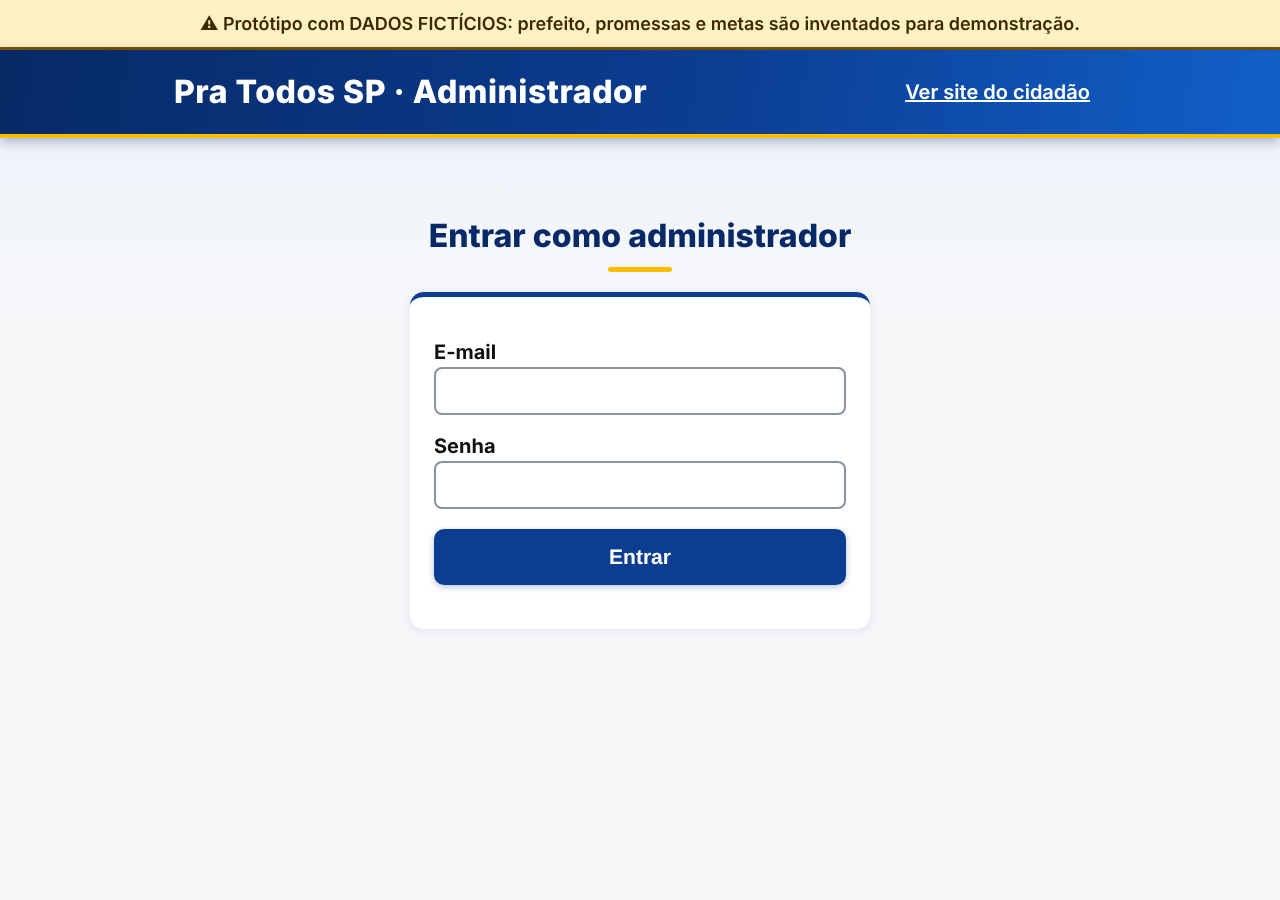 ⚠ Protótipo com DADOS FICTÍCIOS: prefeito, promessas e metas são inventados para demonstração.
Pra Todos SP · Administrador
Ver site do cidadão
Entrar como administrador
E-mail
Senha
Entrar